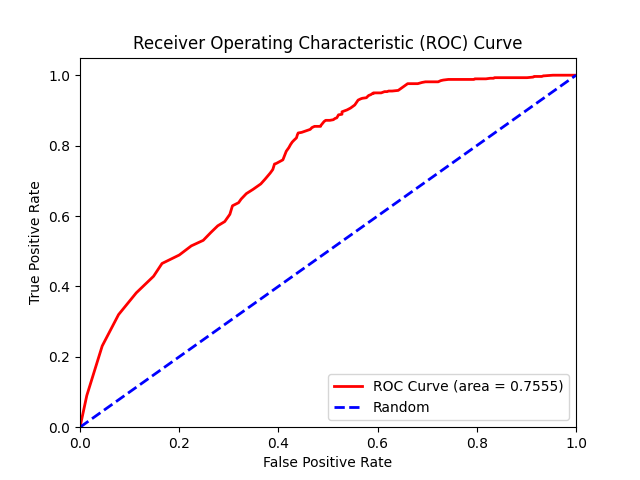 Receiver Operating Characteristic (ROC) Curve
True Positive Rate
1.0
0.8
0.6
0.4
0.2
0.0
ROC Curve (area = 0.7555)
Random
0.0 0.2 0.4 0.6 0.8 1.0
False Positive Rate